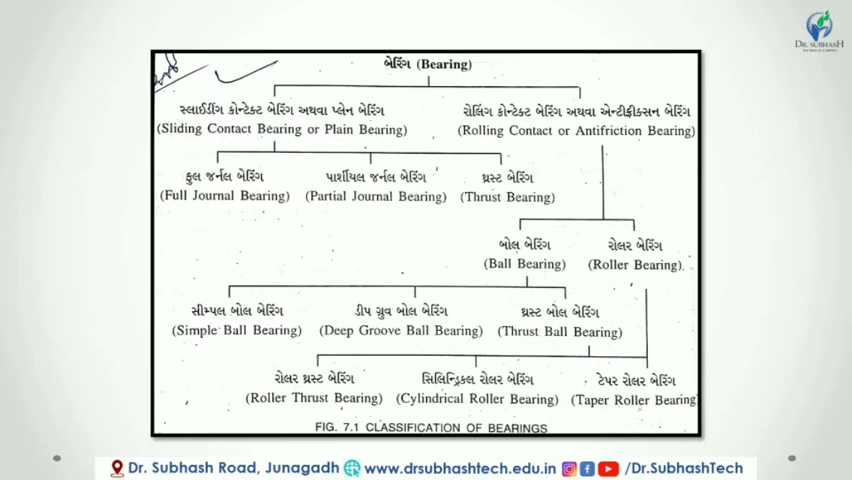 DR. SUBHASH
બેરિંગ (Bearing)
સ્લાઈડીંગ કોન્ટેક્ટ બેરિંગ અથવા પ્લેન બેરિંગ
(Sliding Contact Bearing or Plain Bearing)
રોલિંગ કોન્ટેક્ટ બેરિંગ અથવા એન્ટીફ્રીક્સન બેરિંગ
(Rolling Contact or Antifriction Bearing)
ફુલ જર્નલ બેરિંગ
(Full Journal Bearing)
પાર્શીયલ જર્નલ બેરિંગ
(Partial Journal Bearing)
થ્રસ્ટ બેરિંગ
(Thrust Bearing)
બોલ બેરિંગ
(Ball Bearing)
રોલર બેરિંગ
(Roller Bearing)
સીમ્પલ બોલ બેરિંગ
(Simple Ball Bearing)
ડીપ ગ્રુવ બોલ બેરિંગ
(Deep Groove Ball Bearing)
થ્રસ્ટ બોલ બેરિંગ
(Thrust Ball Bearing)
રોલર થ્રસ્ટ બેરિંગ
(Roller Thrust Bearing)
સિલિન્ડ્રિકલ રોલર બેરિંગ
(Cylindrical Roller Bearing)
ટેપર રોલર બેરિંગ
(Taper Roller Bearing
FIG. 7.1 CLASSIFICATION OF BEARINGS
Dr. Subhash Road, Junagadh www.drsubhashtech.edu.in /Dr.SubhashTech